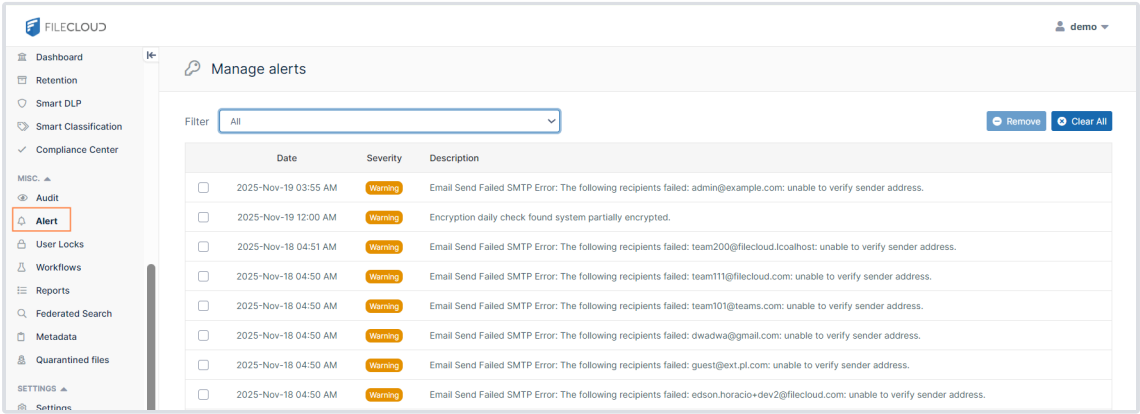 FILECLOUD
demo
Dashboard
Retention
Smart DLP
Smart Classification
Compliance Center
MISC.
Audit
Alert
User Locks
Workflows
Reports
Federated Search
Metadata
Quarantined files
SETTINGS
Settings
Manage alerts
Filter All Remove Clear All
Date Severity Description
2025-Nov-19 03:55 AM Warning Email Send Failed SMTP Error: The following recipients failed: admin@example.com: unable to verify sender address.
2025-Nov-19 12:00 AM Warning Encryption daily check found system partially encrypted.
2025-Nov-18 04:51 AM Warning Email Send Failed SMTP Error: The following recipients failed: team200@filecloud.lcoalhost: unable to verify sender address.
2025-Nov-18 04:50 AM Warning Email Send Failed SMTP Error: The following recipients failed: team111@filecloud.com: unable to verify sender address.
2025-Nov-18 04:50 AM Warning Email Send Failed SMTP Error: The following recipients failed: team101@teams.com: unable to verify sender address.
2025-Nov-18 04:50 AM Warning Email Send Failed SMTP Error: The following recipients failed: dwadwa@gmail.com: unable to verify sender address.
2025-Nov-18 04:50 AM Warning Email Send Failed SMTP Error: The following recipients failed: guest@ext.pl.com: unable to verify sender address.
2025-Nov-18 04:50 AM Warning Email Send Failed SMTP Error: The following recipients failed: edson.horacio+dev2@filecloud.com: unable to verify sender address.